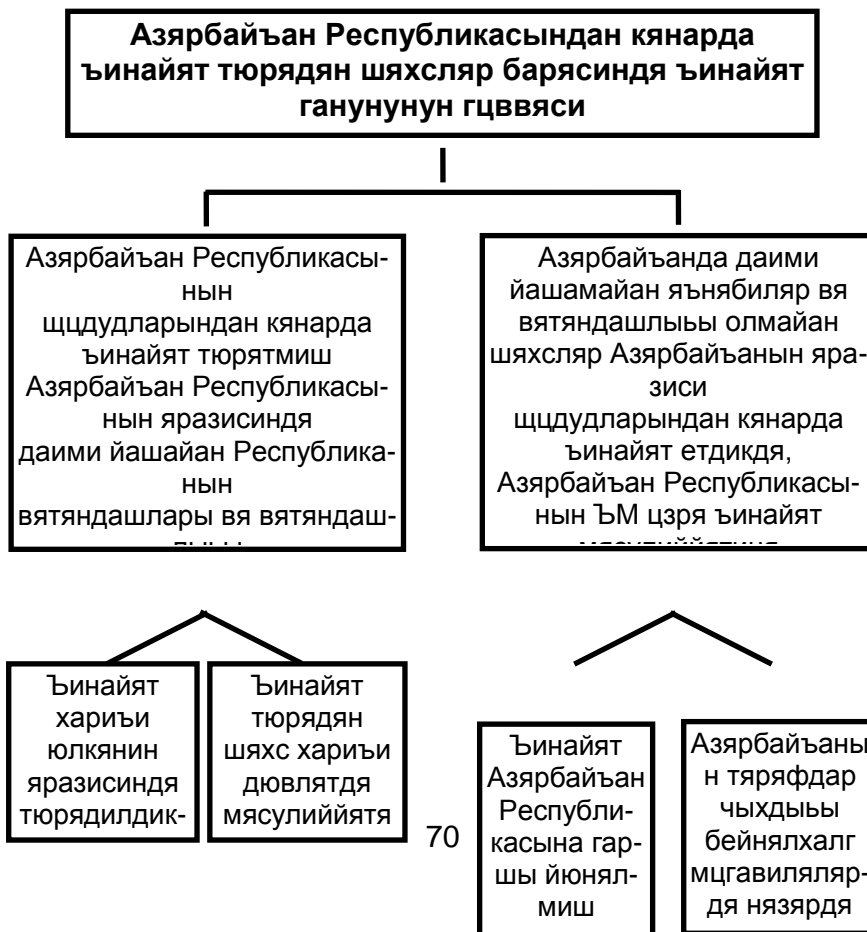 Азярбайъан Республикасындан кянарда
ъинайят тюрядян шяхсляр барясиндя ъинайят
ганунунун гцввяси
Азярбайъан Республикасы-
нын
щцдудларындан кянарда
ъинайят тюрятмиш
Азярбайъан Республикасы-
нын яразисиндя
даими йашайан Республика-
нын
вятяндашлары вя вятяндаш-
Азярбайъанда даими
йашамайан яънябиляр вя
вятяндашлыьы олмайан
шяхсляр Азярбайъанын яра-
зиси
щцдудларындан кянарда
ъинайят етдикдя,
Азярбайъан Республикасы-
нын ЪМ цзря ъинайят
мясулиййятиня
Ъинайят
хариъи
юлкянин
яразисиндя
тюрядилдик-
Ъинайят
тюрядян
шяхс хариъи
дювлятдя
мясулиййятя
Ъинайят
Азярбайъан
Республи-
касына гар-
шы йюнял-
миш
Азярбайъаны
н тяряфдар
чыхдыьы
бейнялхалг
мцгавиляляр-
дя нязярдя
70